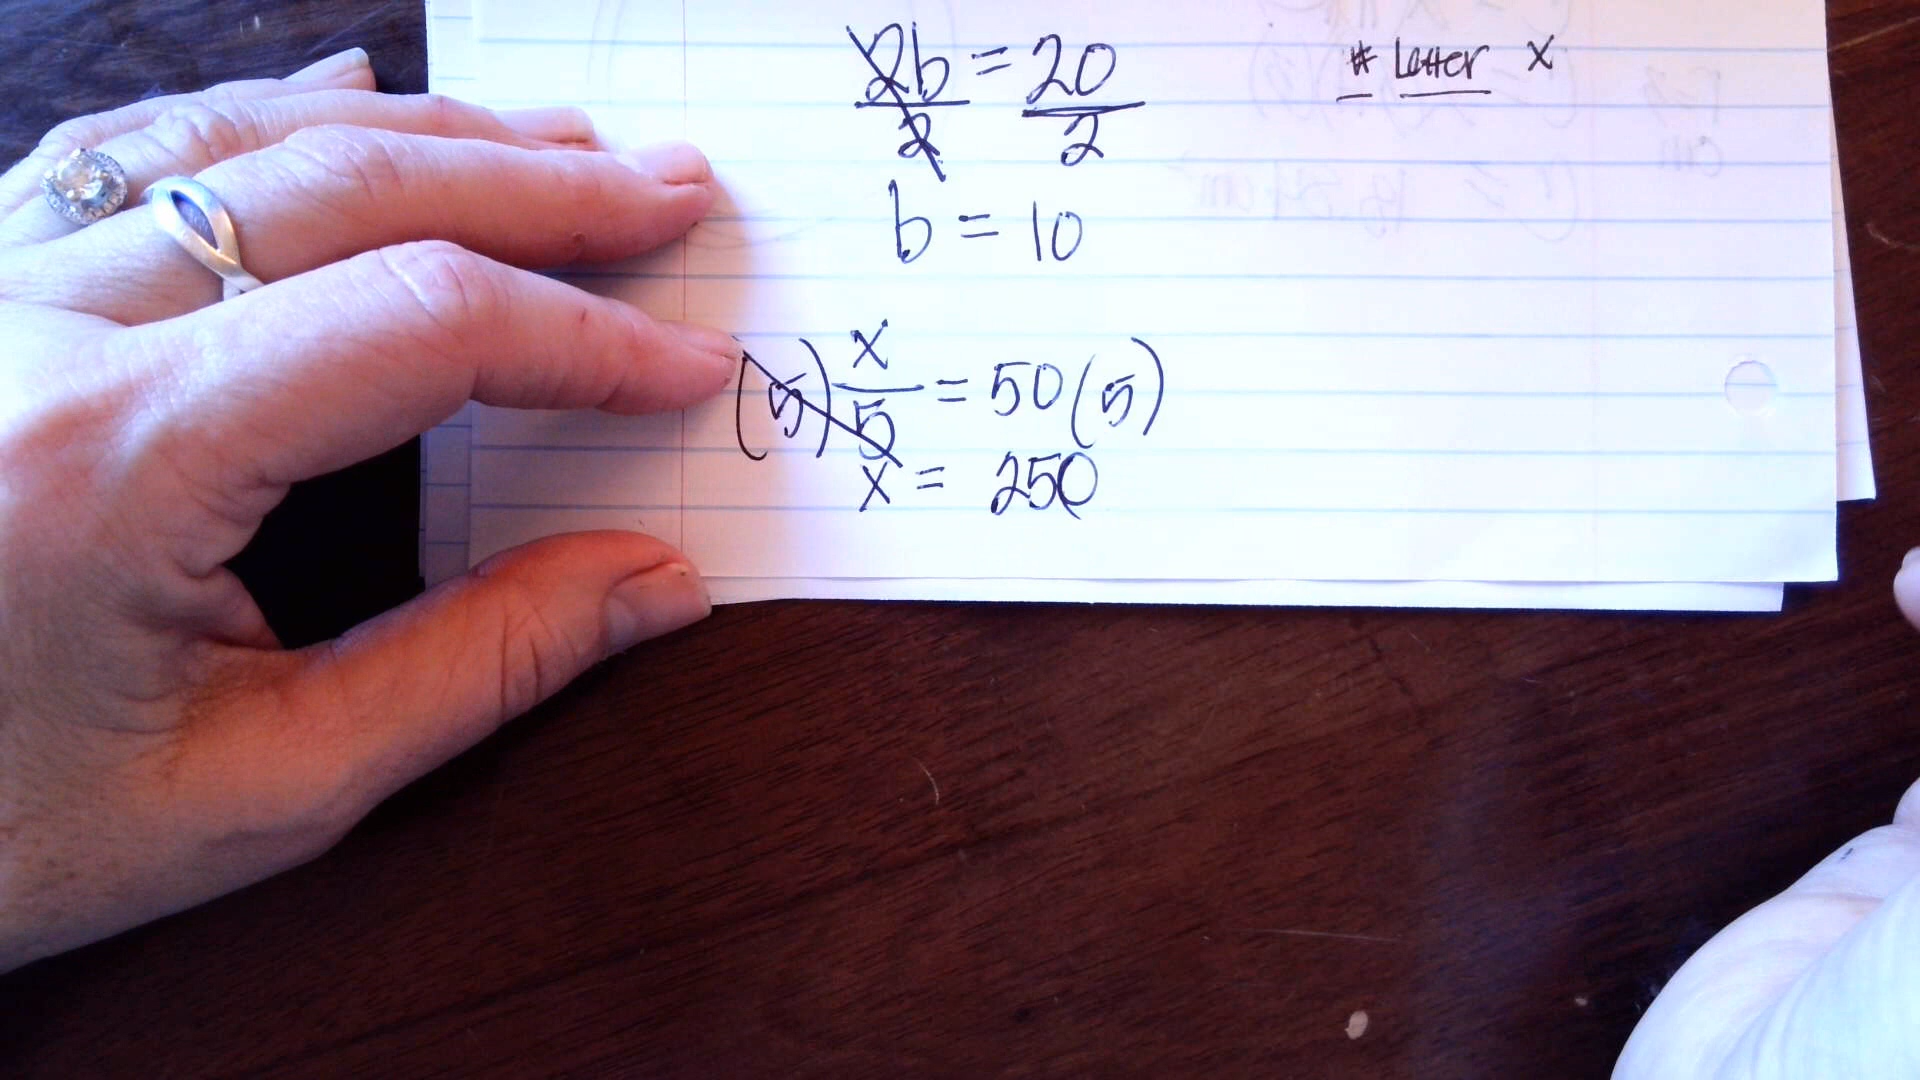 2b = 20
2 2
b = 10
# Letter x
(5) x/5 = 50 (5)
x = 250